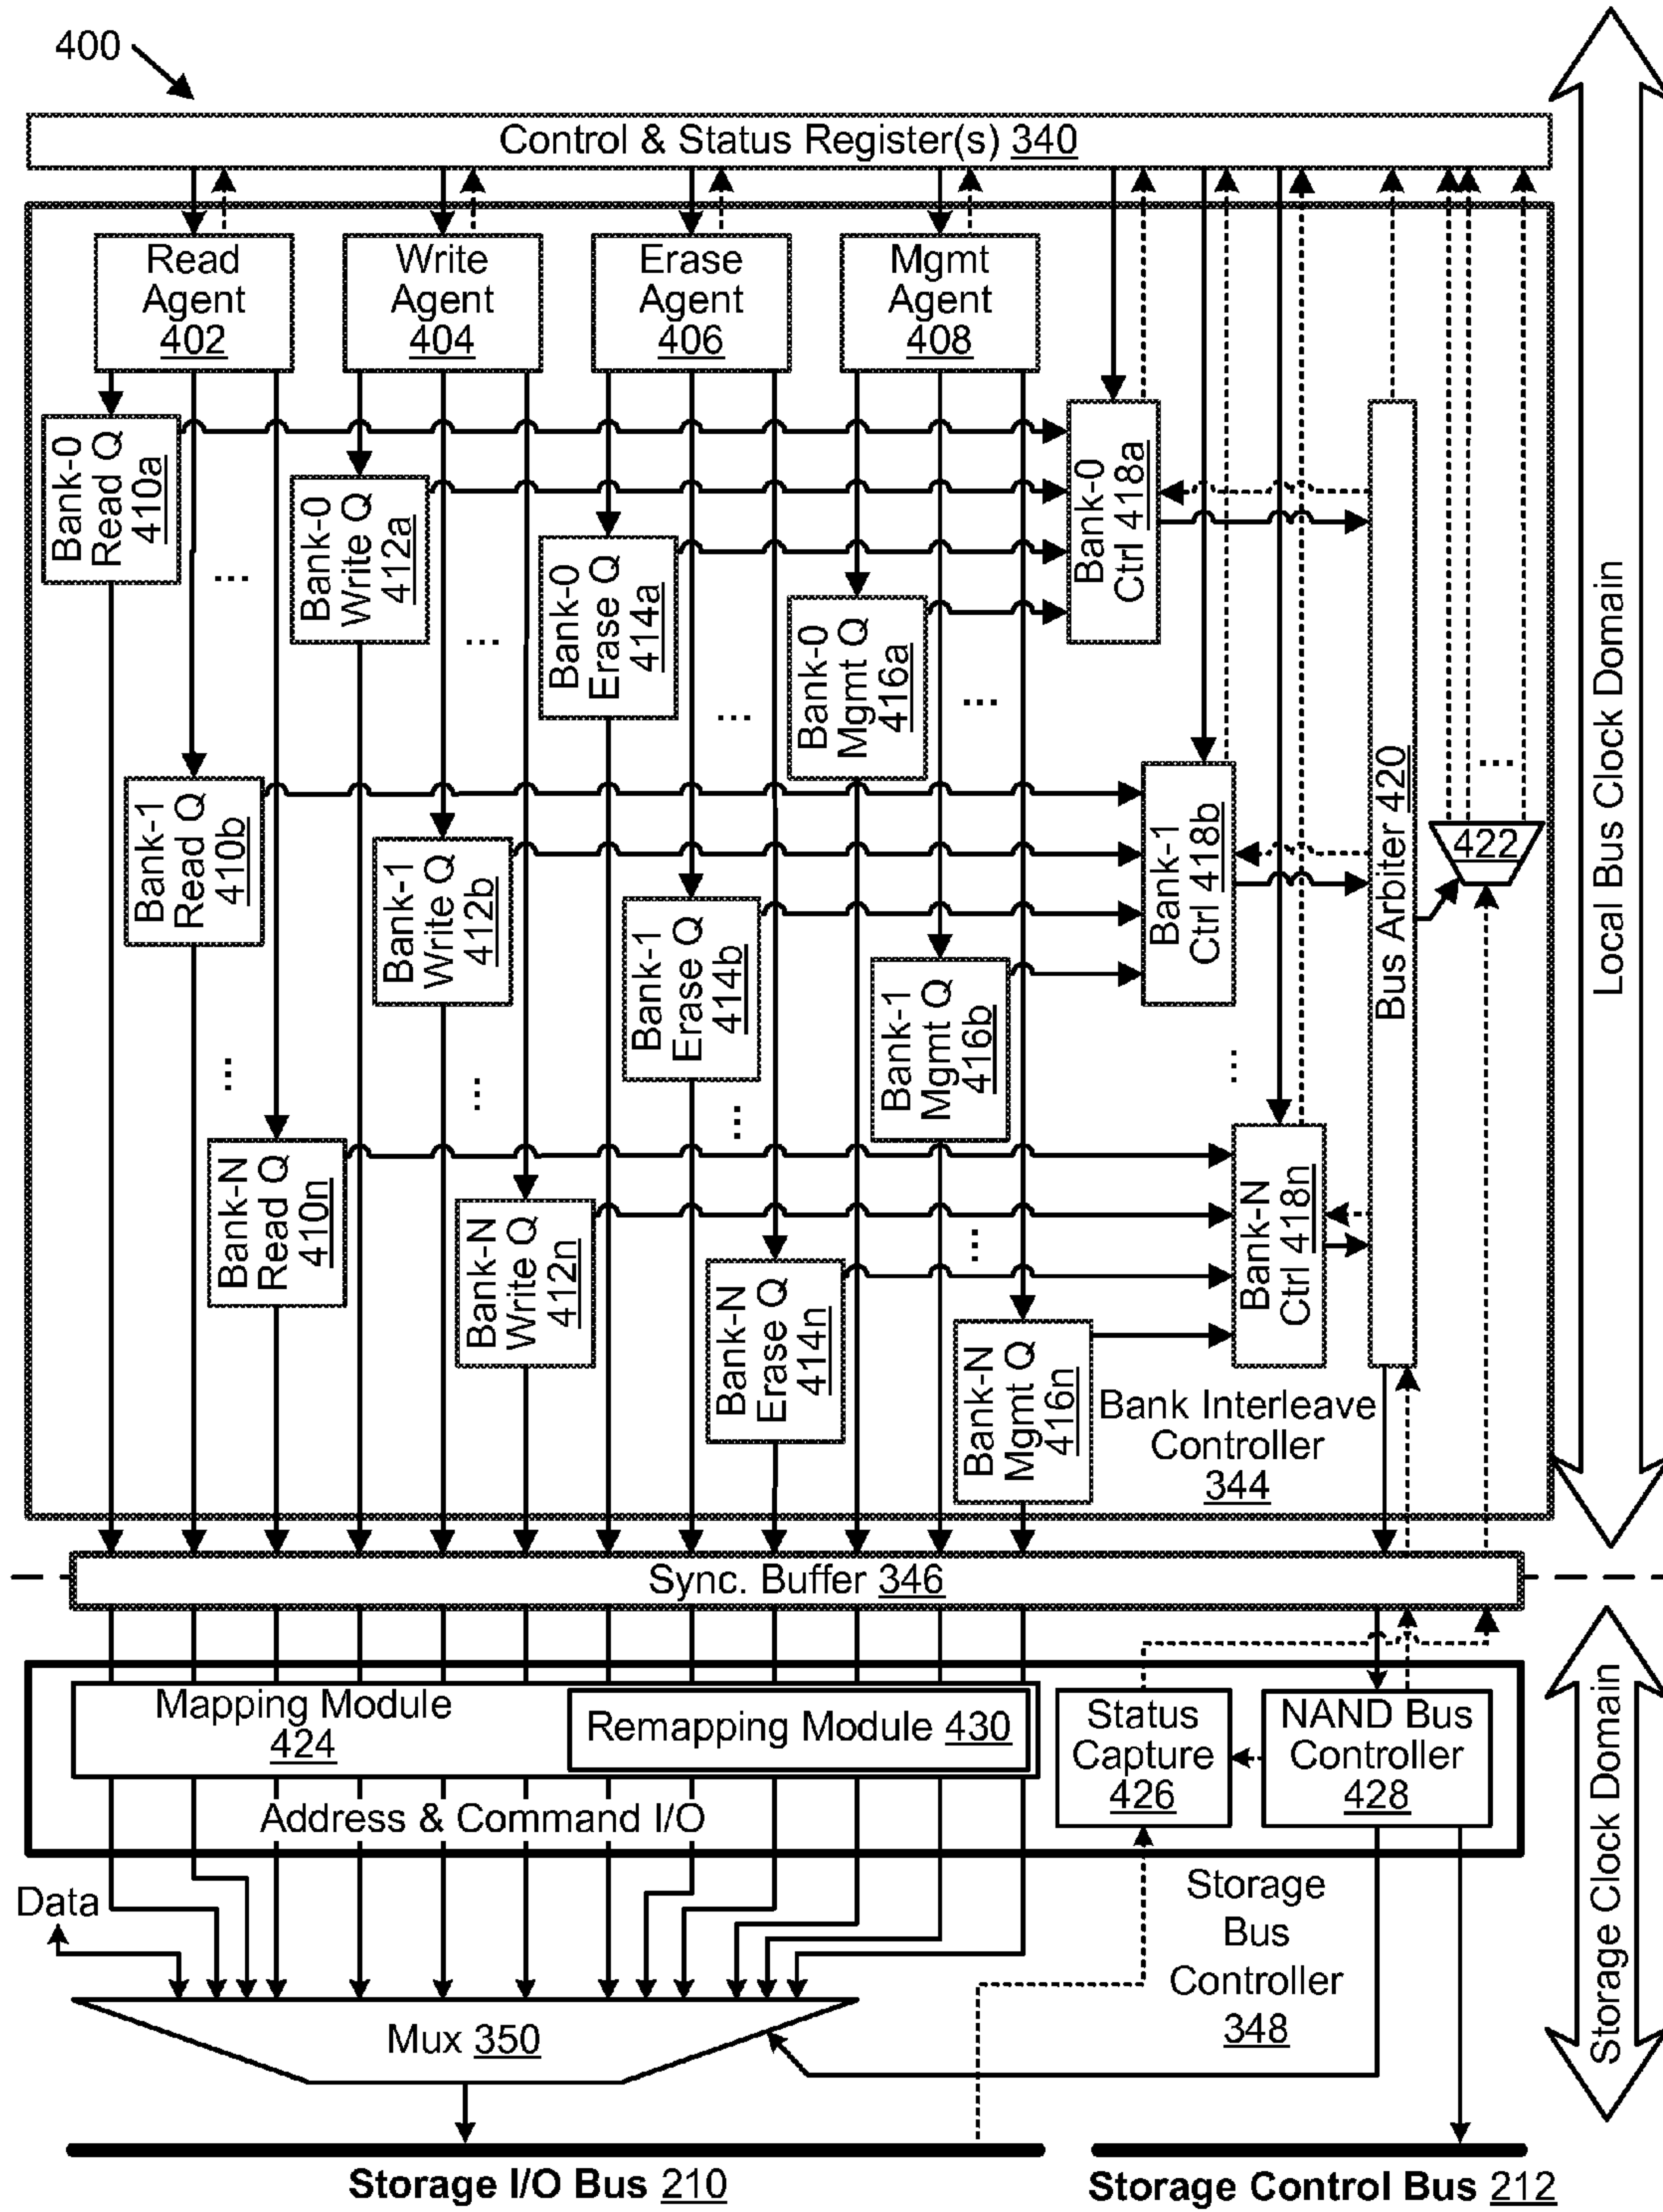 400
Control & Status Register(s) 340
Read
Agent
402
Write
Agent
404
Erase
Agent
406
Mgmt
Agent
408
Bank-0
Read Q
410a
Bank-0
Write Q
412a
Bank-0
Erase Q
414a
Bank-0
Mgmt Q
416a
Bank-0
Ctrl 418a
...
...
...
...
Bank-1
Read Q
410b
Bank-1
Write Q
412b
Bank-1
Erase Q
414b
Bank-1
Mgmt Q
416b
Bank-1
Ctrl 418b
Bus Arbiter 420
...
422
Local Bus Clock Domain
...
...
...
...
...
Bank-N
Read Q
410n
Bank-N
Write Q
412n
Bank-N
Erase Q
414n
Bank-N
Mgmt Q
416n
Bank-N
Ctrl 418n
Bank Interleave
Controller
344
Sync. Buffer 346
Mapping Module
424
Remapping Module 430
Status
Capture
426
NAND Bus
Controller
428
Address & Command I/O
Storage Clock Domain
Data
Storage
Bus
Controller
348
Mux 350
Storage I/O Bus 210
Storage Control Bus 212